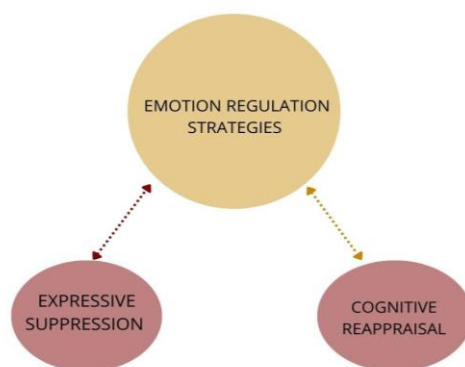 EMOTION REGULATION
STRATEGIES
EXPRESSIVE
SUPPRESSION
COGNITIVE
REAPPRAISAL